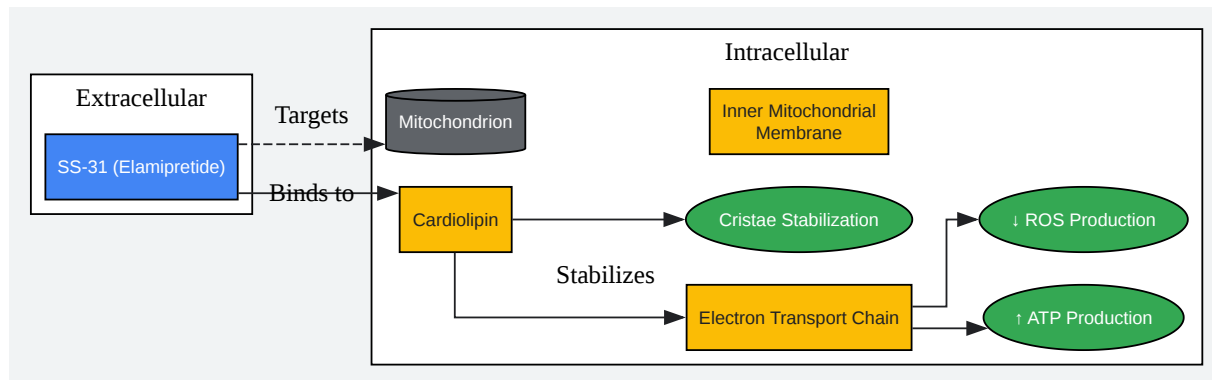 Intracellular
Extracellular
Targets
Mitochondrion
Inner Mitochondrial
Membrane
SS-31 (Elamipretide)
Binds to
Cardiolipin
Cristae Stabilization
↓ ROS Production
Stabilizes
Electron Transport Chain
↑ ATP Production